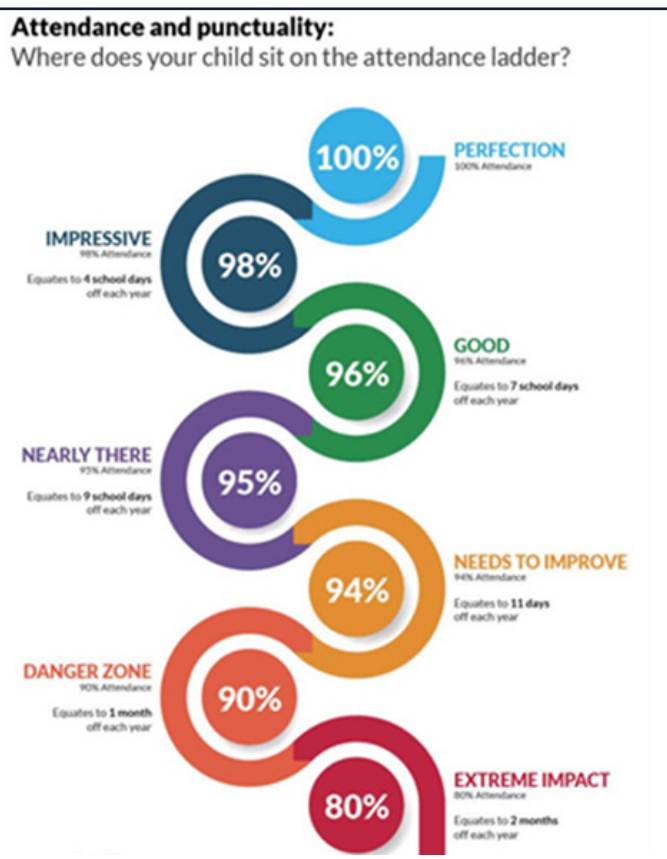 Attendance and punctuality:
Where does your child sit on the attendance ladder?
100%
PERFECTION
100% Attendance
IMPRESSIVE
98% Attendance
Equates to 4 school days
off each year
98%
GOOD
96% Attendance
Equates to 7 school days
off each year
96%
NEARLY THERE
95% Attendance
Equates to 9 school days
off each year
95%
NEEDS TO IMPROVE
94% Attendance
Equates to 11 days
off each year
94%
DANGER ZONE
90% Attendance
Equates to 1 month
off each year
90%
EXTREME IMPACT
80% Attendance
Equates to 2 months
off each year
80%